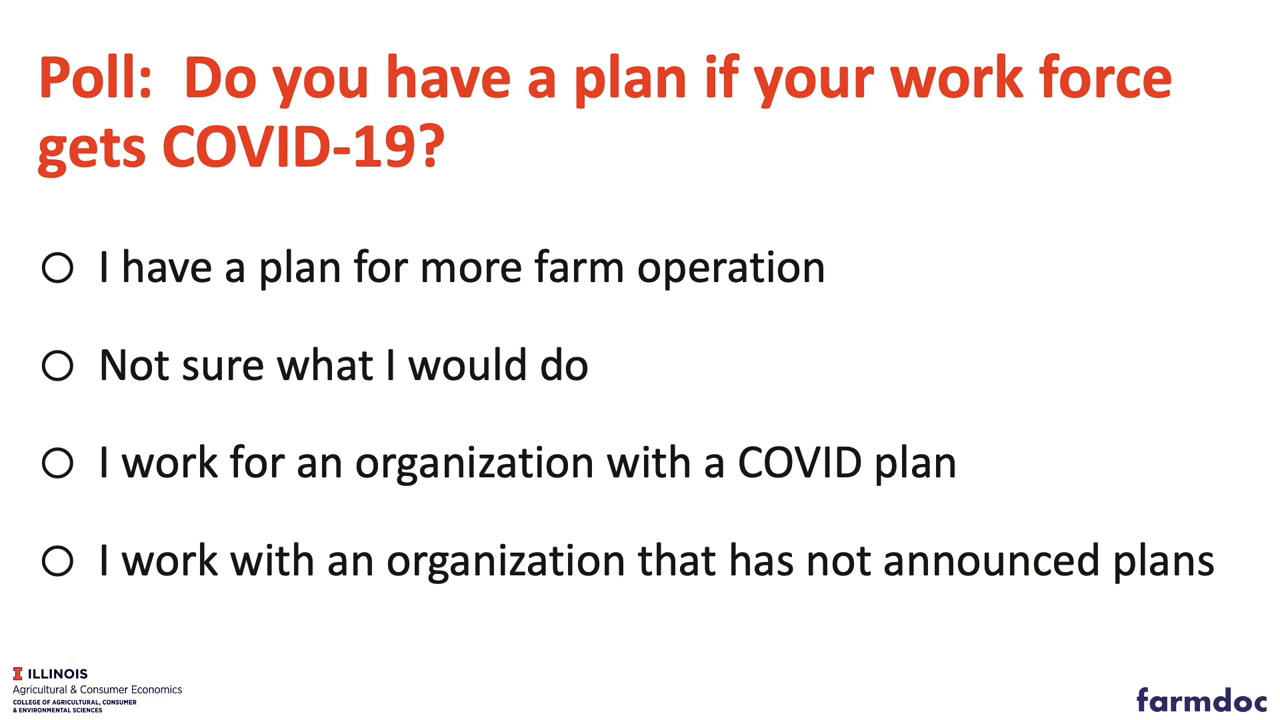 Poll:  Do you have a plan if your work force
gets COVID-19?
I have a plan for more farm operation
Not sure what I would do
I work for an organization with a COVID plan
I work with an organization that has not announced plans
I ILLINOIS
Agricultural & Consumer Economics
COLLEGE OF AGRICULTURAL, CONSUMER
& ENVIRONMENTAL SCIENCES
farmdoc